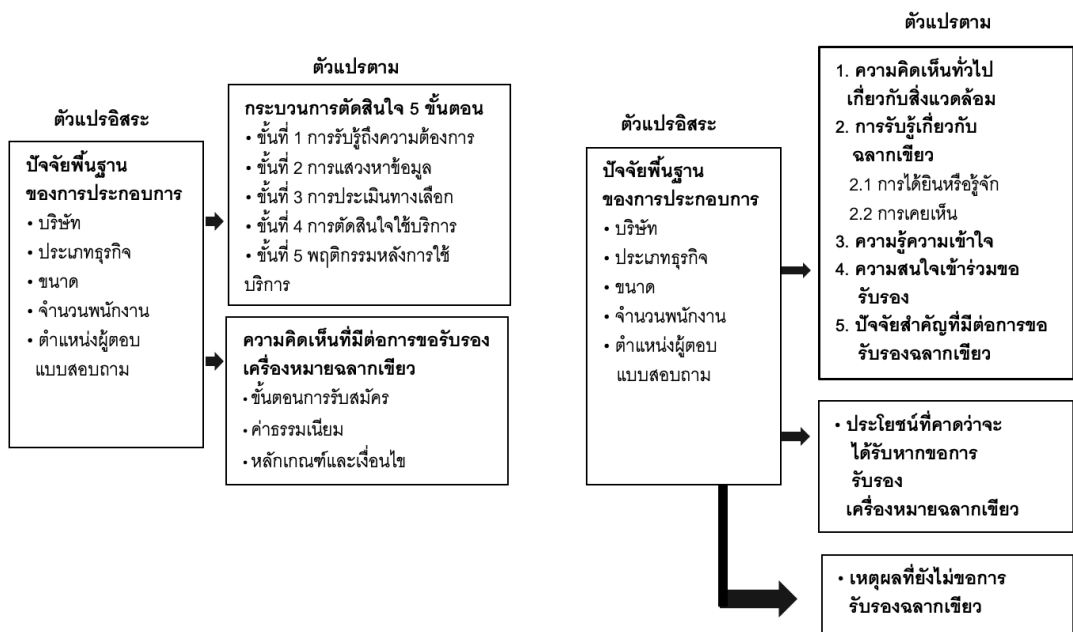 ตัวแปรตาม
ตัวแปรอิสระ
ปัจจัยพื้นฐาน
ของการประกอบการ
• บริษัท
• ประเภทธุรกิจ
• ขนาด
• จำนวนพนักงาน
• ตำแหน่งผู้ตอบ
แบบสอบถาม
กระบวนการตัดสินใจ 5 ขั้นตอน
• ขั้นที่ 1 การรับรู้ถึงความต้องการ
• ขั้นที่ 2 การแสวงหาข้อมูล
• ขั้นที่ 3 การประเมินทางเลือก
• ขั้นที่ 4 การตัดสินใจใช้บริการ
• ขั้นที่ 5 พฤติกรรมหลังการใช้
บริการ
ความคิดเห็นที่มีต่อการขอรับรอง
เครื่องหมายฉลากเขียว
• ขั้นตอนการรับสมัคร
• ค่าธรรมเนียม
• หลักเกณฑ์และเงื่อนไข
ตัวแปรตาม
ตัวแปรอิสระ
ปัจจัยพื้นฐาน
ของการประกอบการ
• บริษัท
• ประเภทธุรกิจ
• ขนาด
• จำนวนพนักงาน
• ตำแหน่งผู้ตอบ
แบบสอบถาม
1. ความคิดเห็นทั่วไป
เกี่ยวกับสิ่งแวดล้อม
2. การรับรู้เกี่ยวกับ
ฉลากเขียว
2.1 การได้ยินหรือรู้จัก
2.2 การเคยเห็น
3. ความรู้ความเข้าใจ
4. ความสนใจเข้าร่วมขอ
รับรอง
5. ปัจจัยสำคัญที่มีต่อการขอ
รับรองฉลากเขียว
• ประโยชน์ที่คาดว่าจะ
ได้รับหากขอการ
รับรอง
เครื่องหมายฉลากเขียว
• เหตุผลที่ยังไม่ขอการ
รับรองฉลากเขียว